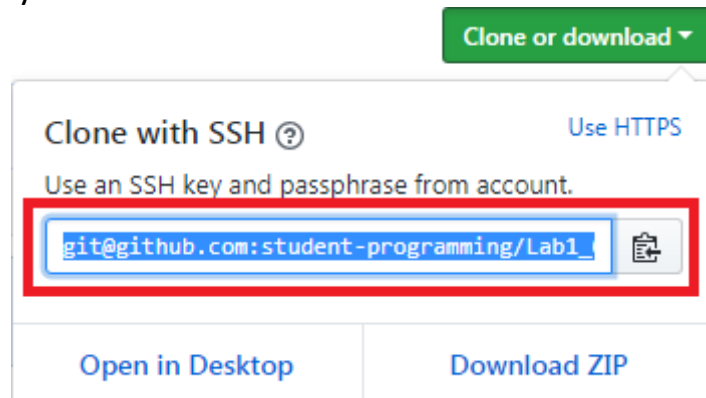 Clone or download
Clone with SSH
Use HTTPS
Use an SSH key and passphrase from account.
git@github.com:student-programming/Lab1_
Open in Desktop
Download ZIP